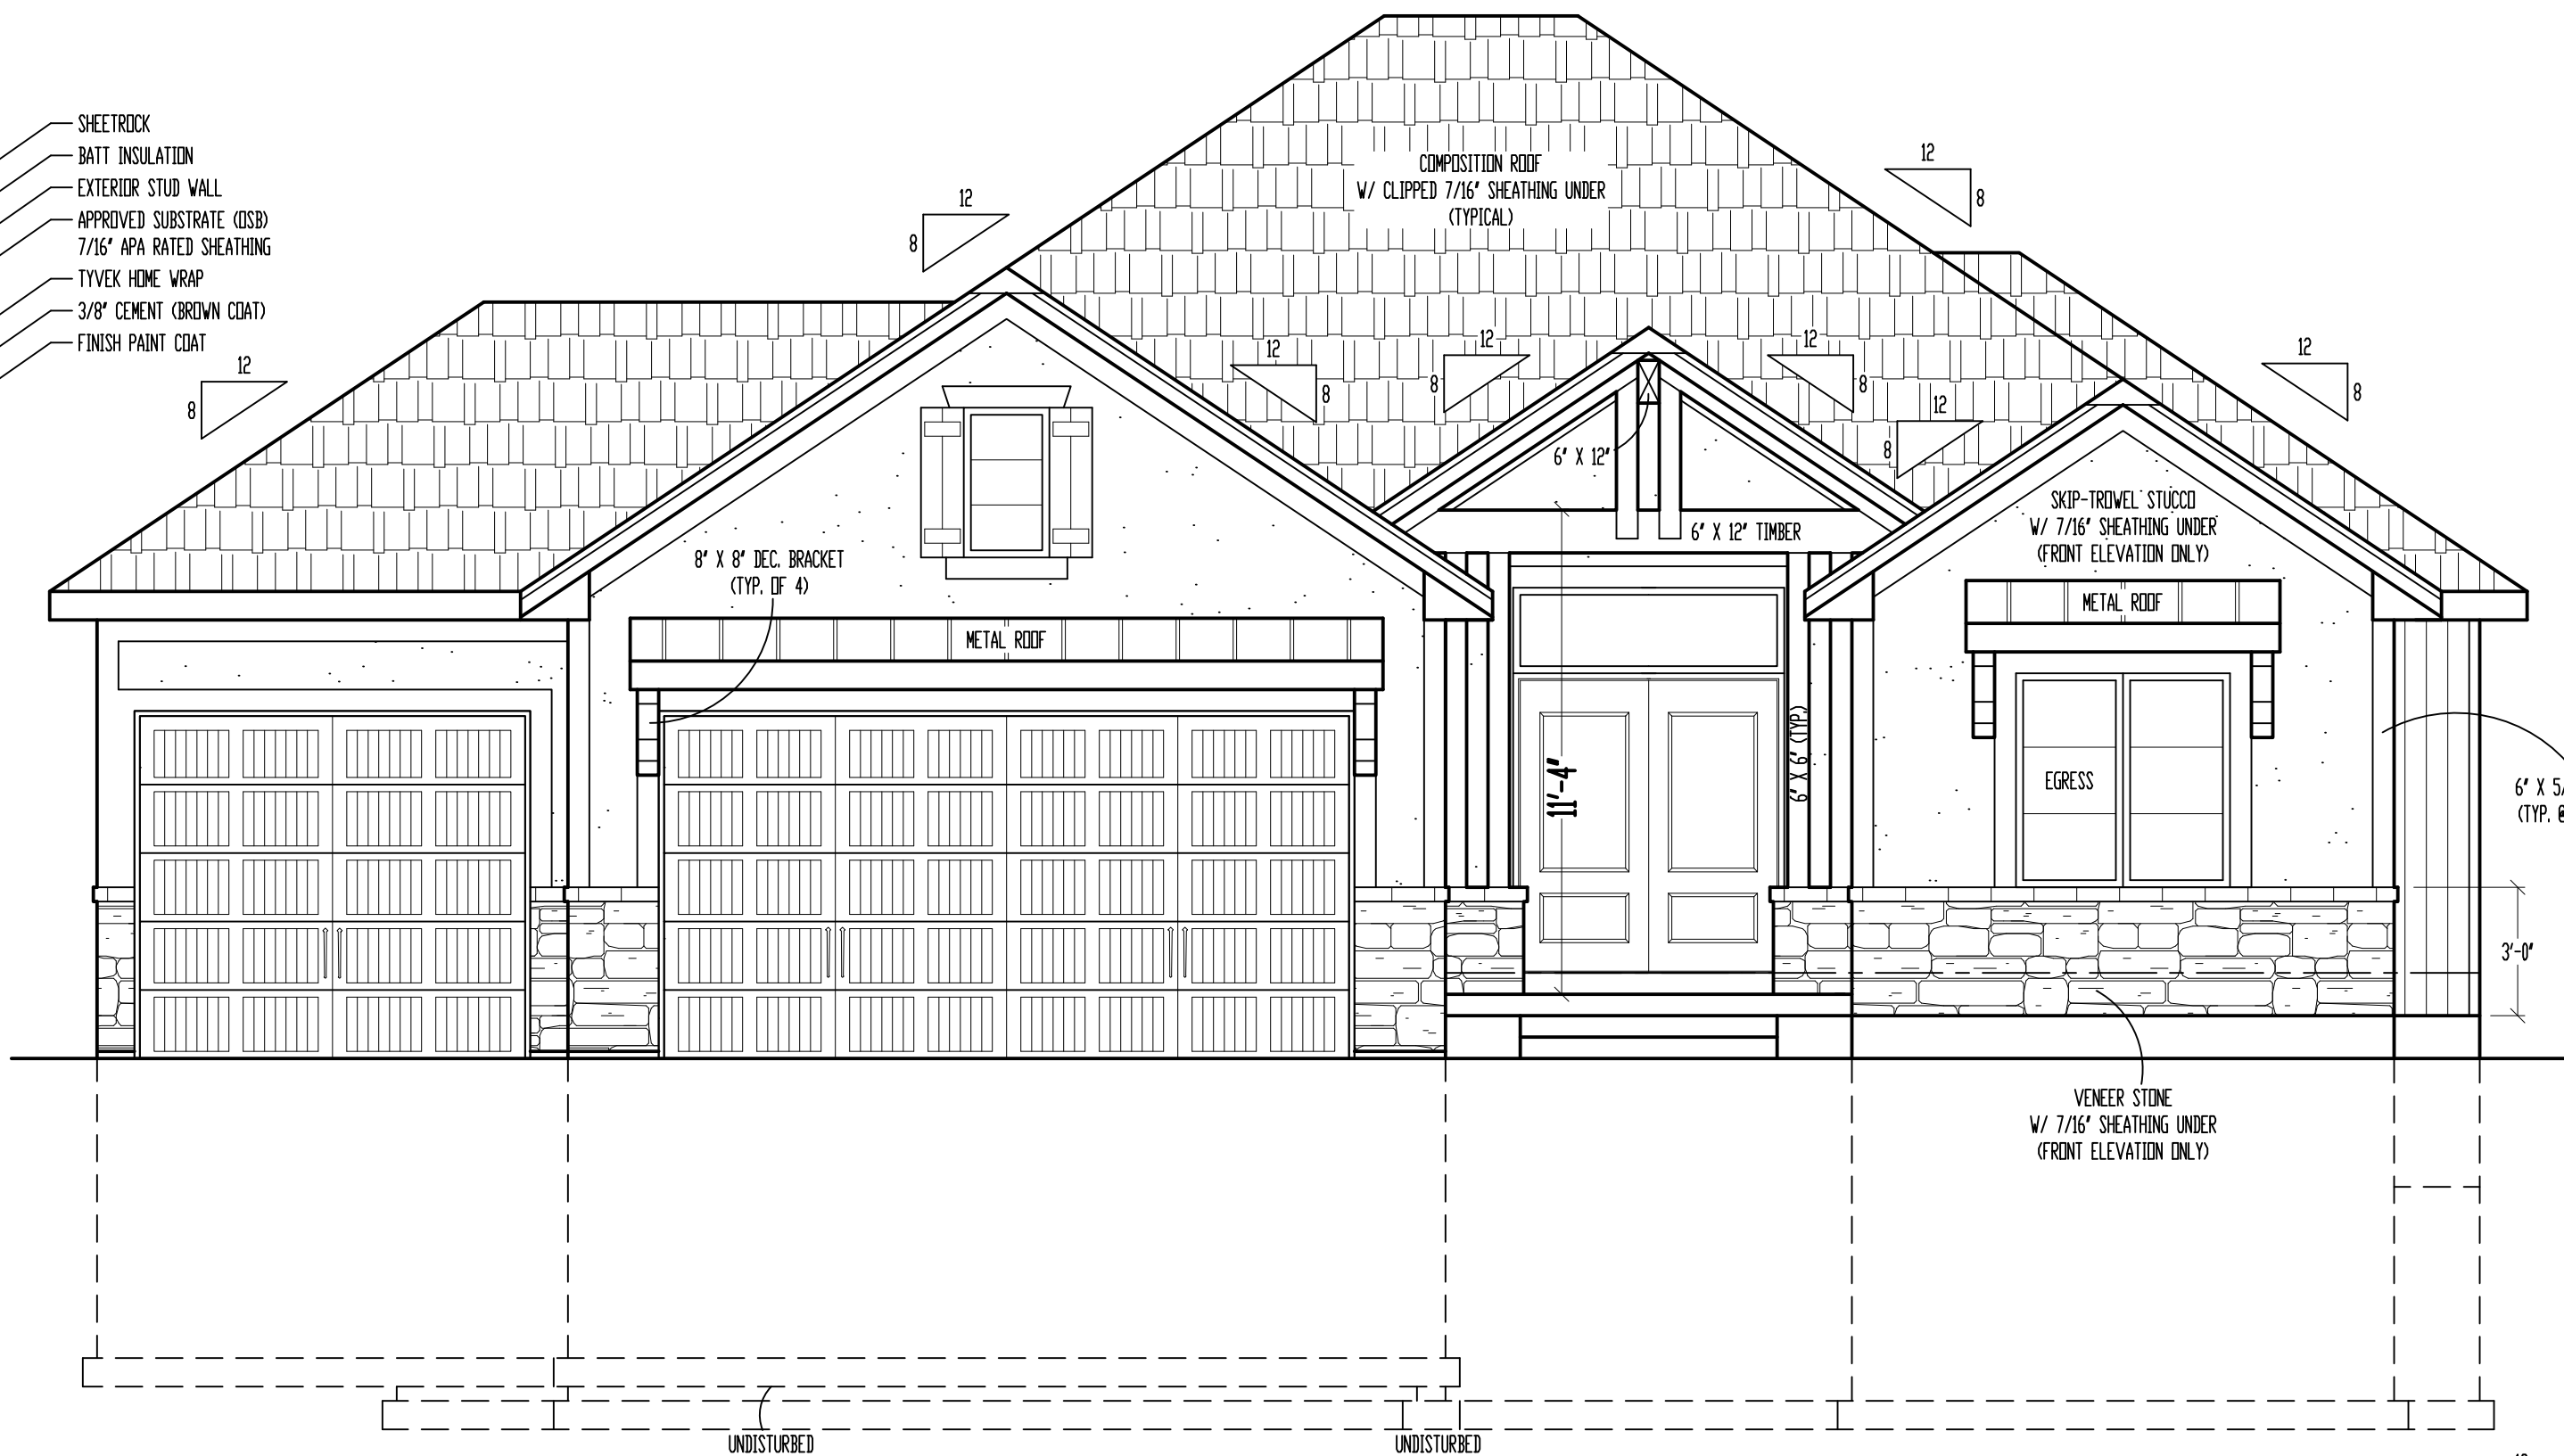 SHEETROCK
BATT INSULATION
EXTERIOR STUD WALL
APPROVED SUBSTRATE (OSB)
7/16" APA RATED SHEATHING
TYVEK HOME WRAP
3/8" CEMENT (BROWN COAT)
FINISH PAINT COAT
12
8
12
8
COMPOSITION ROOF
W/ CLIPPED 7/16" SHEATHING UNDER
(TYPICAL)
12
8
12
8
12
8
12
8
12
8
12
8
6" X 12"
6" X 12" TIMBER
8" X 8" DEC. BRACKET
(TYP. OF 4)
SKIP-TROWEL STUCCO
W/ 7/16" SHEATHING UNDER
(FRONT ELEVATION ONLY)
METAL ROOF
METAL ROOF
11'-4"
6" X 6" (TYP.)
EGRESS
6" X 5/
(TYP. @
3'-0"
VENEER STONE
W/ 7/16" SHEATHING UNDER
(FRONT ELEVATION ONLY)
UNDISTURBED
UNDISTURBED